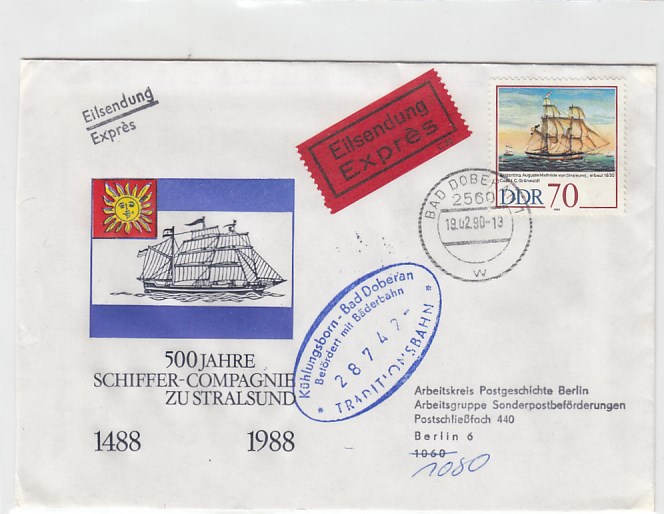 Eilsendung
Exprès
Eilsendung
Exprès
DDR 70
BAD DOBERAN
2560
19.02.90-13
w
Kühlungsborn - Bad Doberan
Befördert mit Bäderbahn
28747
* TRADITIONSBAHN *
500 JAHRE
SCHIFFER-COMPAGNIE
ZU STRALSUND
1488 1988
Arbeitskreis Postgeschichte Berlin
Arbeitsgruppe Sonderpostbeförderungen
Postschließfach 440
Berlin 6
1060
1080